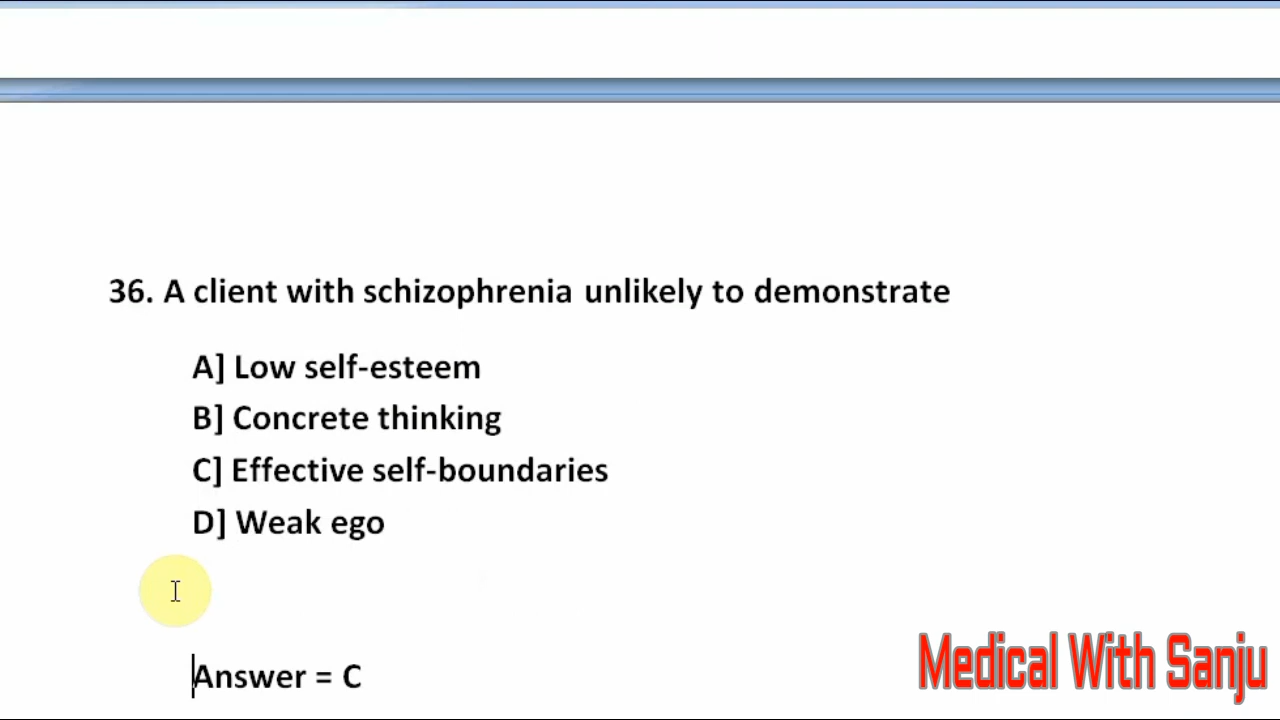 36. A client with schizophrenia unlikely to demonstrate
A] Low self-esteem
B] Concrete thinking
C] Effective self-boundaries
D] Weak ego
Answer = C
Medical With Sanju